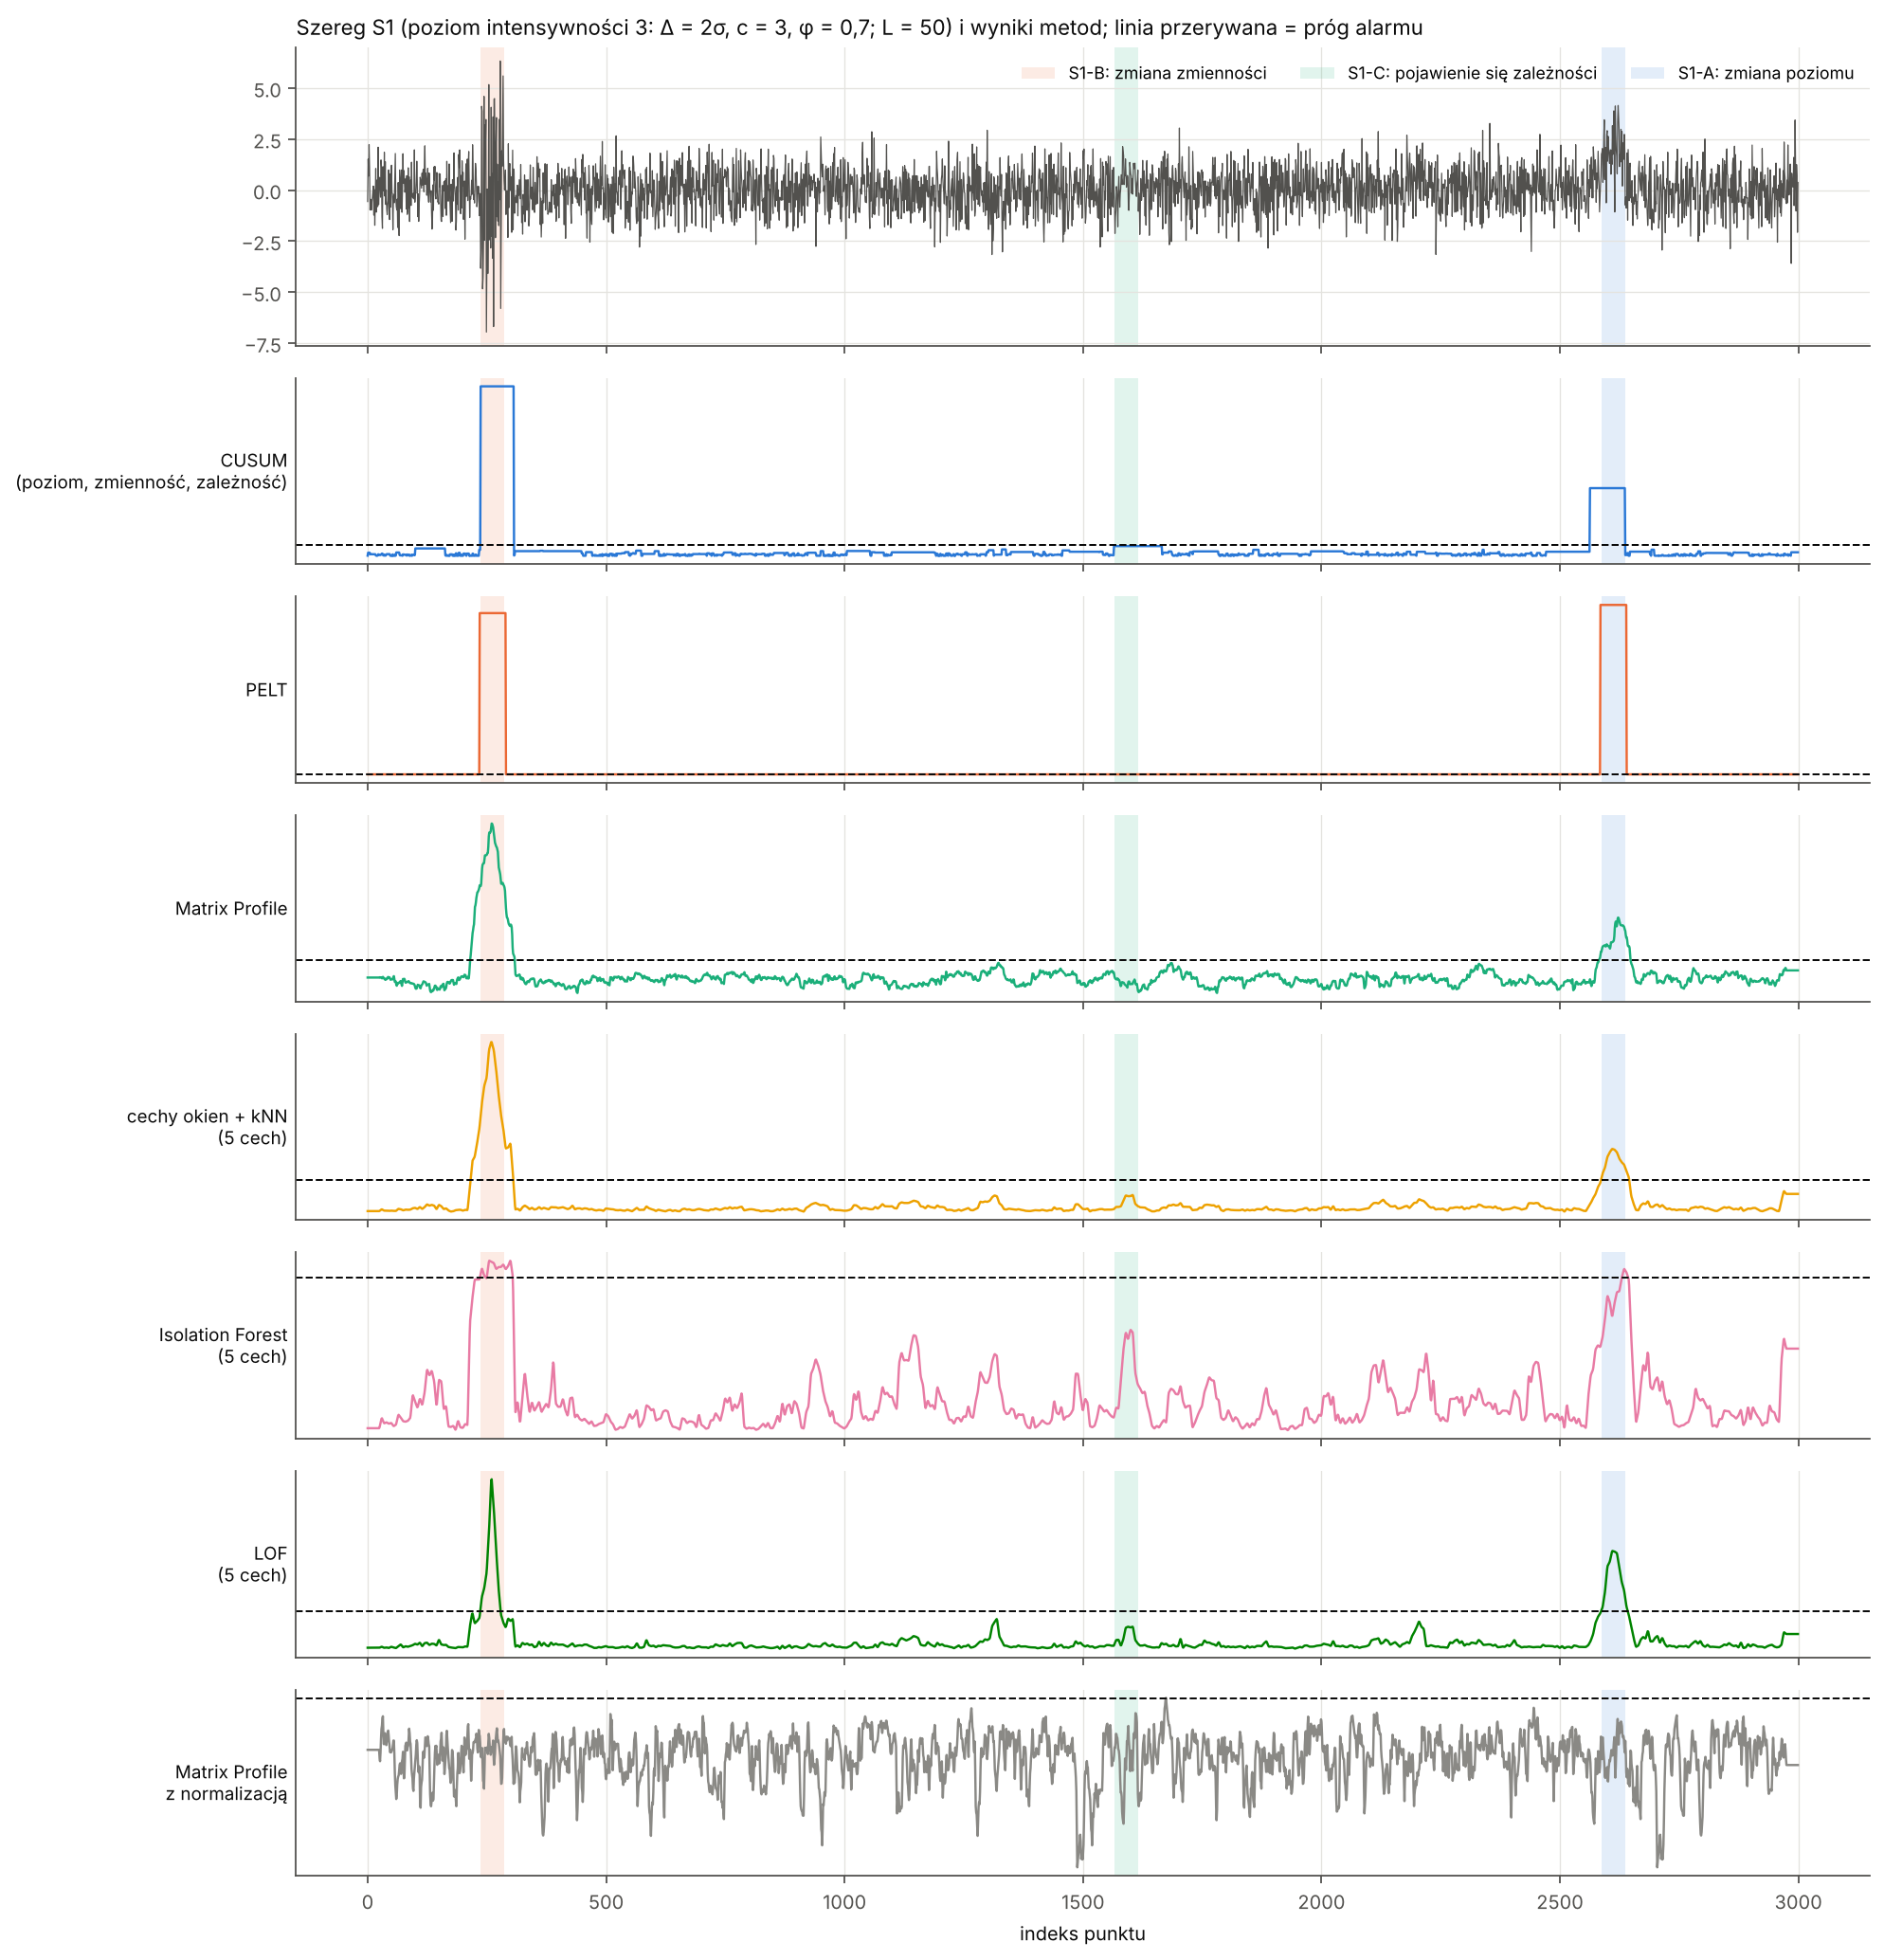 Szereg S1 (poziom intensywności 3: Δ = 2σ, c = 3, φ = 0,7; L = 50) i wyniki metod; linia przerywana = próg alarmu
S1-B: zmiana zmienności
S1-C: pojawienie się zależności
S1-A: zmiana poziomu
5.0
2.5
0.0
−2.5
−5.0
−7.5
CUSUM
(poziom, zmienność, zależność)
PELT
Matrix Profile
cechy okien + kNN
(5 cech)
Isolation Forest
(5 cech)
LOF
(5 cech)
Matrix Profile
z normalizacją
0 500 1000 1500 2000 2500 3000
indeks punktu